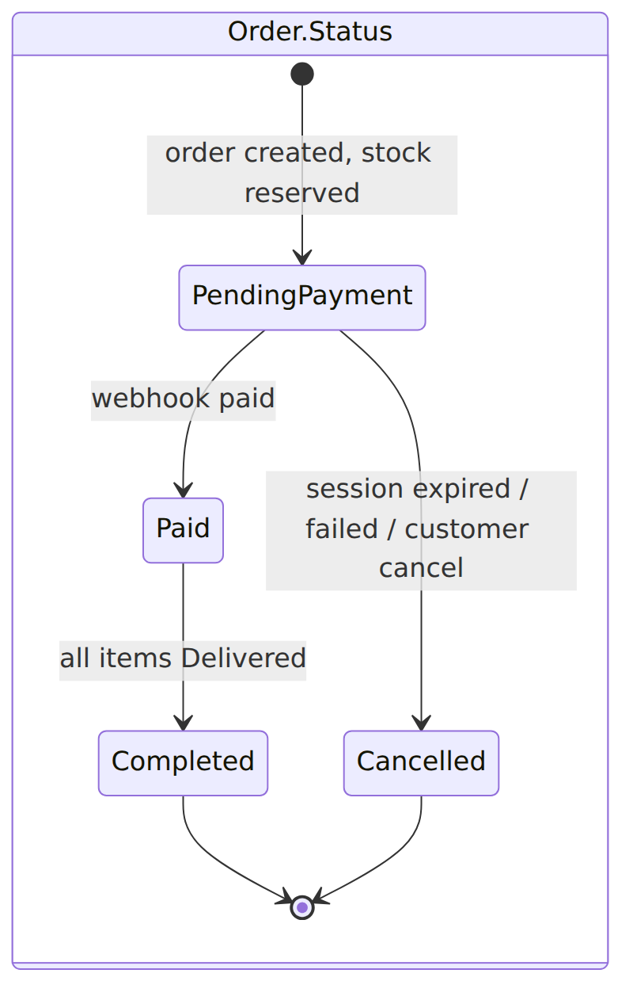 Order.Status
order created, stock
reserved
PendingPayment
webhook paid
session expired /
failed / customer
cancel
Paid
all items Delivered
Completed
Cancelled